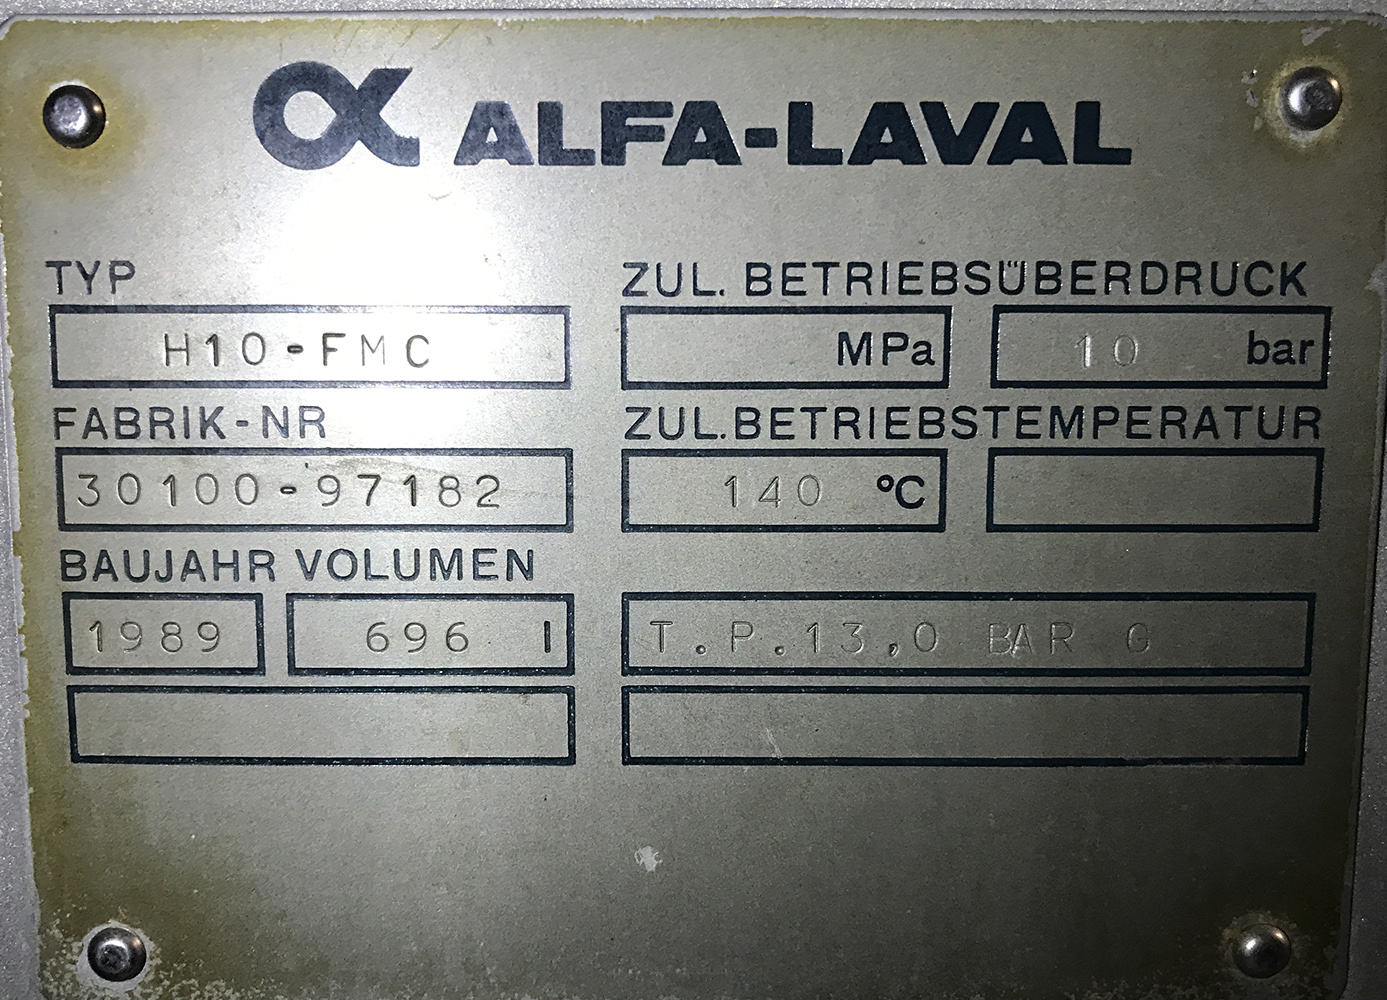 ALFA-LAVAL
TYP
ZUL. BETRIEBSÜBERDRUCK
H10-FMC
MPa
10 bar
FABRIK-NR
ZUL.BETRIEBSTEMPERATUR
30100-97182
140 °C
BAUJAHR VOLUMEN
1989
696 l
T.P.13,0 BAR G